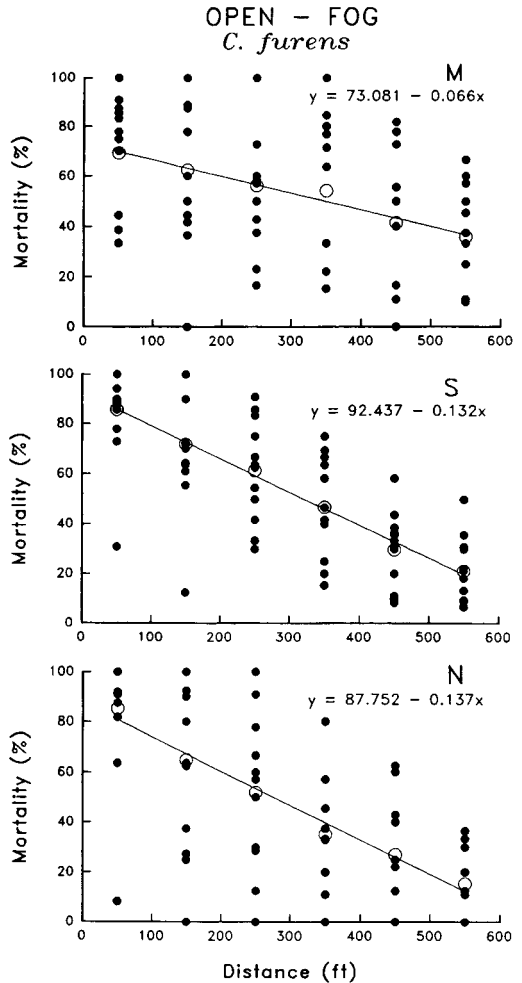 OPEN – FOG
C. furens
M
y = 73.081 – 0.066x
Mortality (%)
100
80
60
40
20
0
0 100 200 300 400 500 600
S
y = 92.437 – 0.132x
Mortality (%)
100
80
60
40
20
0
0 100 200 300 400 500 600
N
y = 87.752 – 0.137x
Mortality (%)
100
80
60
40
20
0
0 100 200 300 400 500 600
Distance (ft)